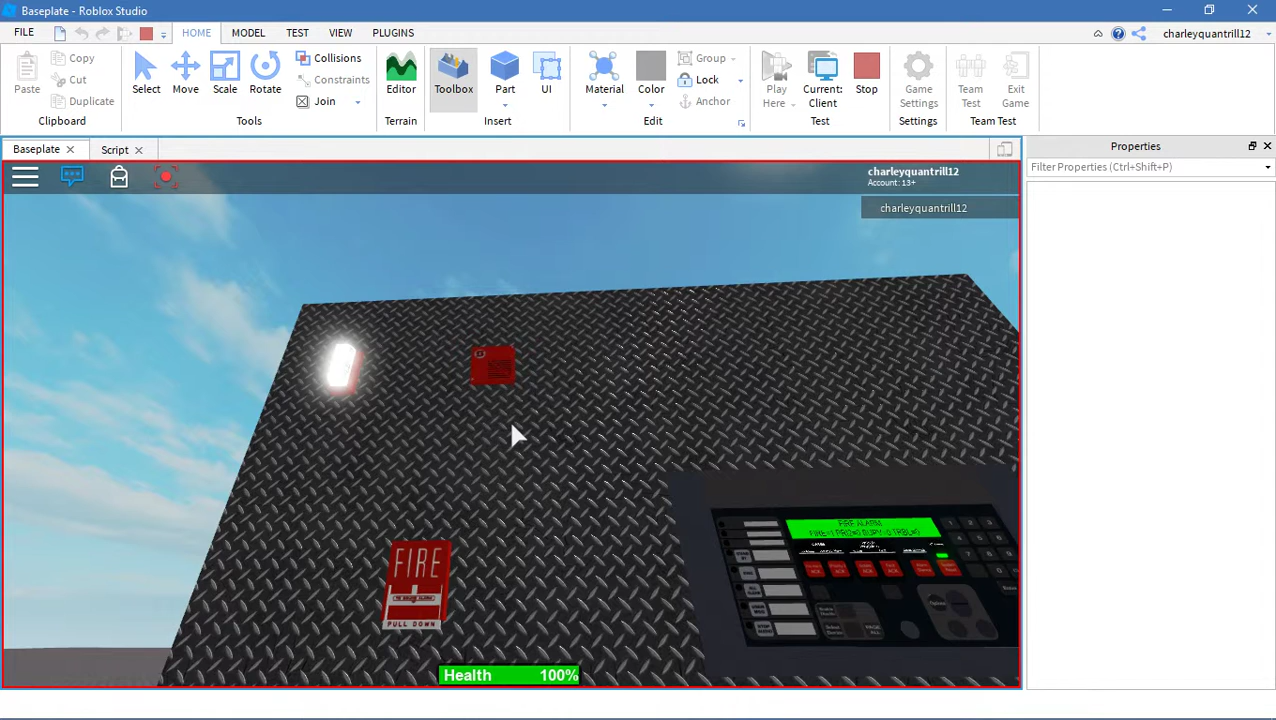 Baseplate - Roblox Studio
FILE
HOME
MODEL
TEST
VIEW
PLUGINS
charleyquantrill12
Paste
Copy
Cut
Duplicate
Clipboard
Select
Move
Scale
Rotate
Collisions
Constraints
Join
Tools
Editor
Terrain
Toolbox
Part
UI
Insert
Material
Color
Group
Lock
Anchor
Edit
Play
Here
Current:
Client
Stop
Test
Game
Settings
Settings
Team
Test
Exit
Game
Team Test
Baseplate
Script
Properties
Filter Properties (Ctrl+Shift+P)
charleyquantrill12
Account: 13+
charleyquantrill12
FIRE
PULL DOWN
FIRE ALARM
Health 100%